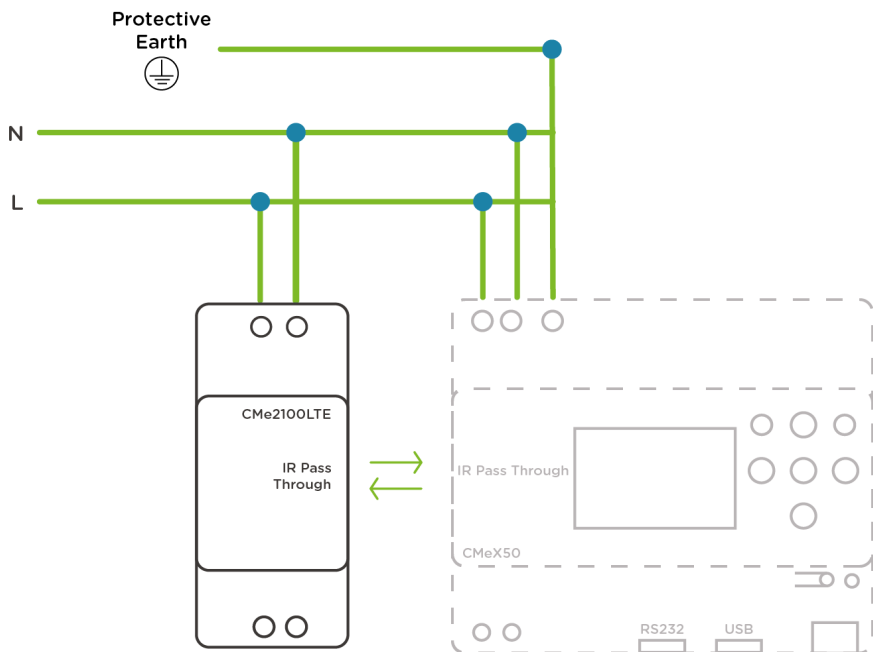 Protective
Earth
N
L
CMe2100LTE
IR Pass
Through
IR Pass Through
CMeX50
RS232
USB